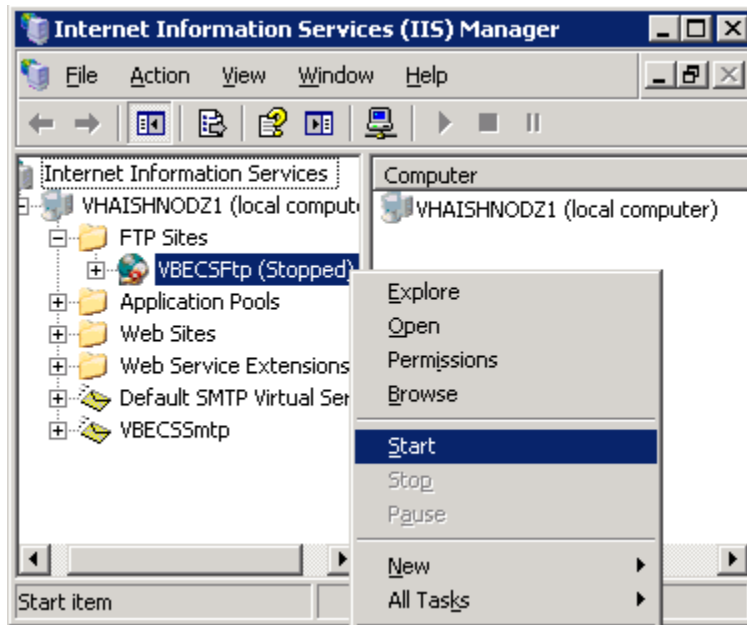 Internet Information Services (IIS) Manager
File Action View Window Help
Internet Information Services
VHAISHNODZ1 (local comput
FTP Sites
VBECSFtp (Stopped)
Application Pools
Web Sites
Web Service Extensions
Default SMTP Virtual Ser
VBECSSmtp
Computer
VHAISHNODZ1 (local computer)
Explore
Open
Permissions
Browse
Start
Stop
Pause
New
All Tasks
Start item